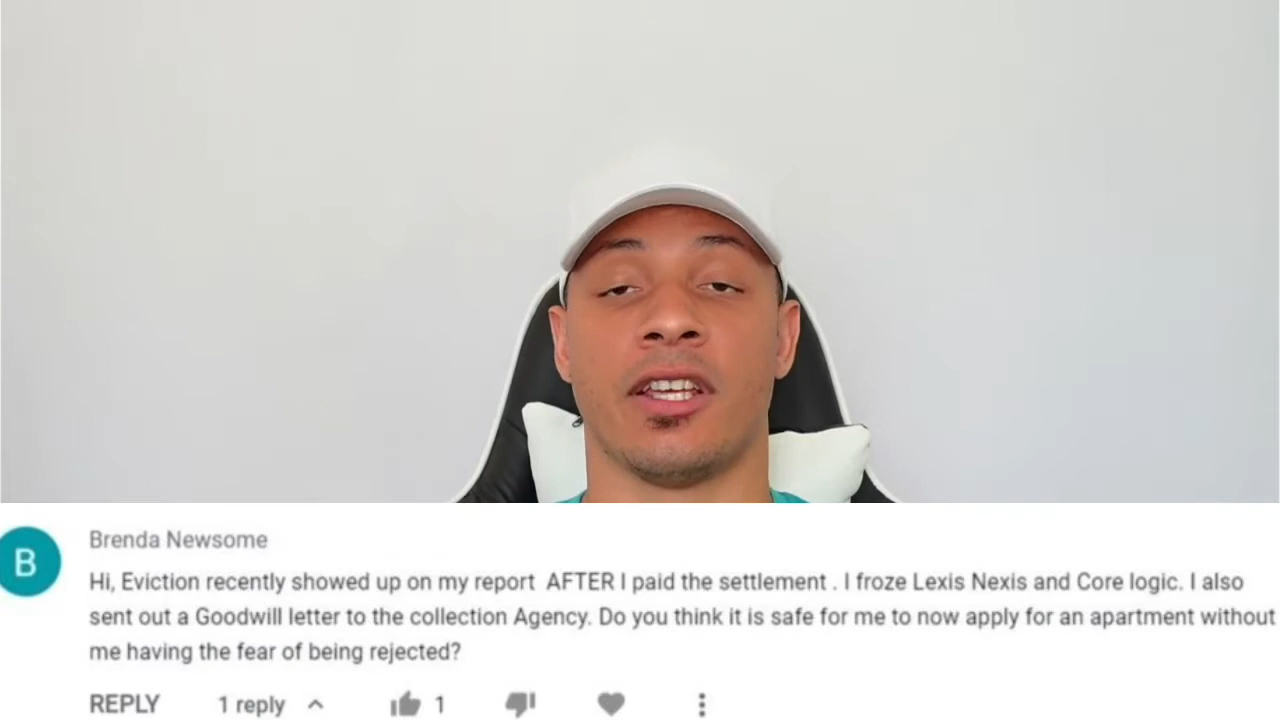 Brenda Newsome
B
Hi, Eviction recently showed up on my report  AFTER I paid the settlement . I froze Lexis Nexis and Core logic. I also
sent out a Goodwill letter to the collection Agency. Do you think it is safe for me to now apply for an apartment without
me having the fear of being rejected?
REPLY 1 reply 1